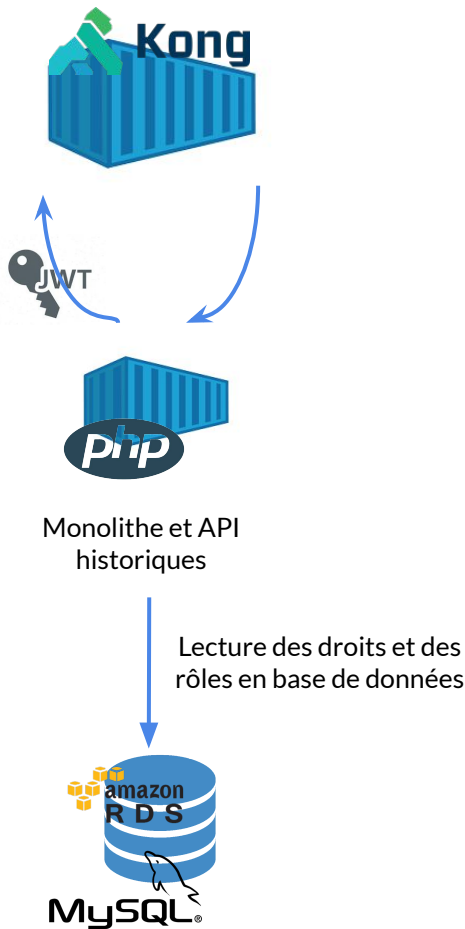 Kong
JWT
php
Monolithe et API
historiques
Lecture des droits et des
rôles en base de données
amazon
RDS
MySQL®